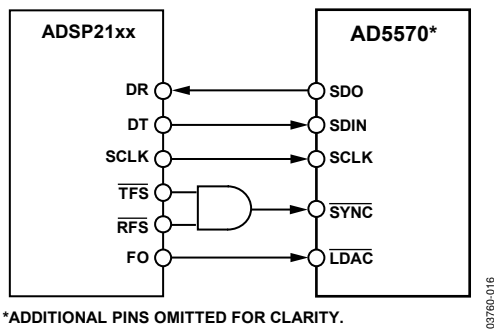 ADSP21xx
AD5570*
DR
SDO
DT
SDIN
SCLK
SCLK
TFS
SYNC
RFS
FO
LDAC
*ADDITIONAL PINS OMITTED FOR CLARITY.
03760-016